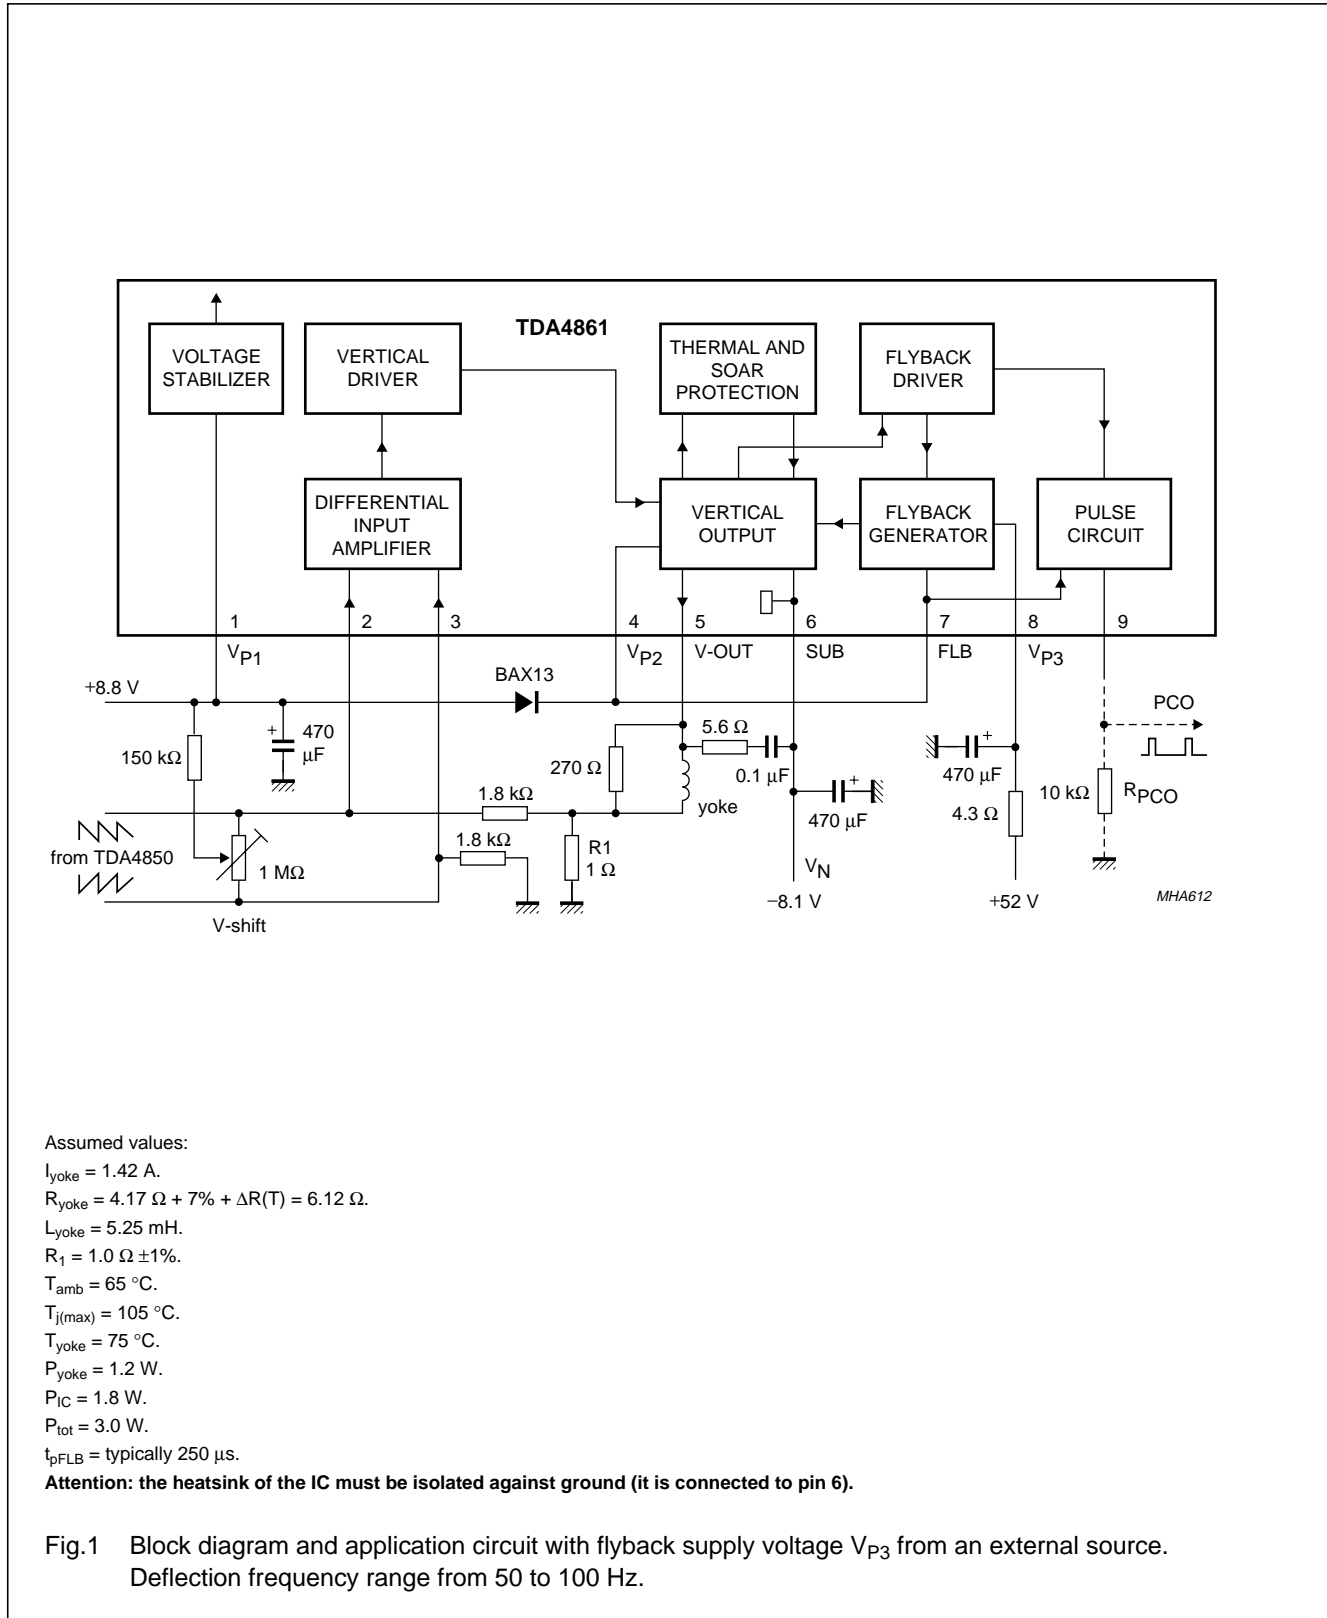 TDA4861
VOLTAGE
STABILIZER
VERTICAL
DRIVER
THERMAL AND
SOAR
PROTECTION
FLYBACK
DRIVER
DIFFERENTIAL
INPUT
AMPLIFIER
VERTICAL
OUTPUT
FLYBACK
GENERATOR
PULSE
CIRCUIT
1 2 3 4 5 6 7 8 9
VP1 VP2 V-OUT SUB FLB VP3
BAX13
+8.8 V
PCO
150 kΩ
+ 470
µF
270 Ω
5.6 Ω
0.1 µF
+
470 µF
+
470 µF
4.3 Ω
10 kΩ RPCO
1.8 kΩ
yoke
1.8 kΩ
R1
1 Ω
from TDA4850
1 MΩ
V-shift
VN
−8.1 V
+52 V
MHA612
Assumed values:
Iyoke = 1.42 A.
Ryoke = 4.17 Ω + 7% + ΔR(T) = 6.12 Ω.
Lyoke = 5.25 mH.
R1 = 1.0 Ω ±1%.
Tamb = 65 °C.
Tj(max) = 105 °C.
Tyoke = 75 °C.
Pyoke = 1.2 W.
PIC = 1.8 W.
Ptot = 3.0 W.
tpFLB = typically 250 µs.
Attention: the heatsink of the IC must be isolated against ground (it is connected to pin 6).
Fig.1 Block diagram and application circuit with flyback supply voltage VP3 from an external source.
Deflection frequency range from 50 to 100 Hz.